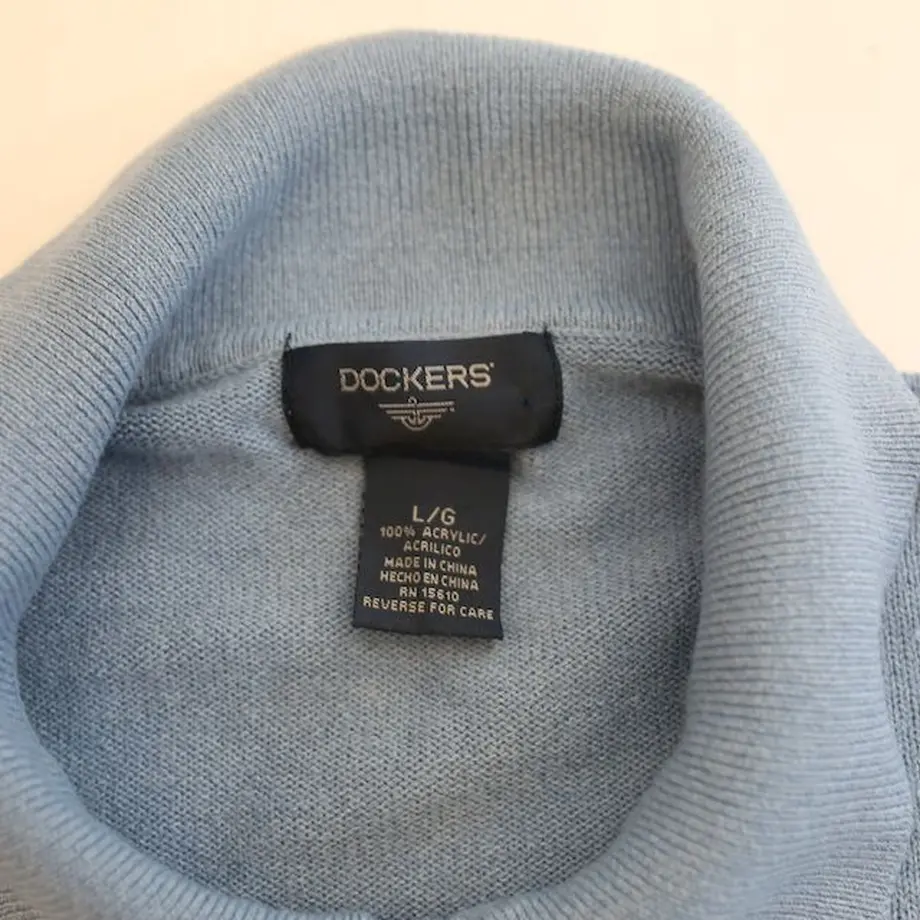 DOCKERS
L/G
100% ACRYLIC/
ACRILICO
MADE IN CHINA
HECHO EN CHINA
RN 15610
REVERSE FOR CARE